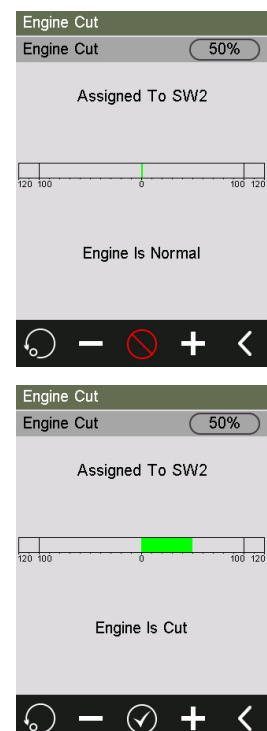 Engine Cut
Engine Cut 50%
Assigned To SW2
120 100 0 100 120
Engine Is Normal
Engine Cut
Engine Cut 50%
Assigned To SW2
120 100 0 100 120
Engine Is Cut